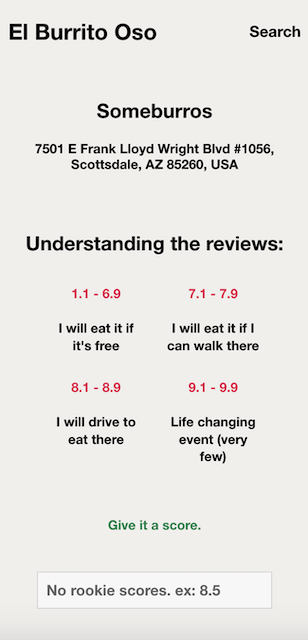 El Burrito Oso
Search
Someburros
7501 E Frank Lloyd Wright Blvd #1056,
Scottsdale, AZ 85260, USA
Understanding the reviews:
1.1 - 6.9
I will eat it if
it's free
7.1 - 7.9
I will eat it if I
can walk there
8.1 - 8.9
I will drive to
eat there
9.1 - 9.9
Life changing
event (very
few)
Give it a score.
No rookie scores. ex: 8.5